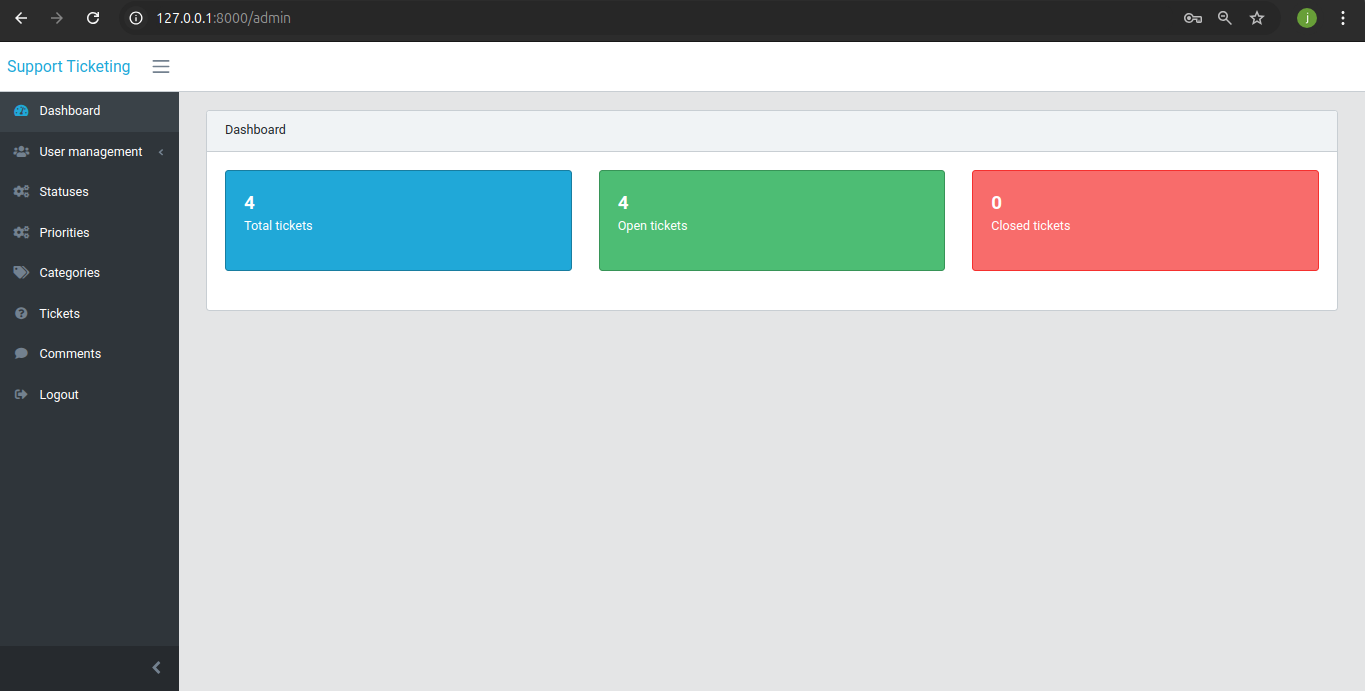 127.0.0.1:8000/admin
j
Support Ticketing
Dashboard
User management
Statuses
Priorities
Categories
Tickets
Comments
Logout
Dashboard
4
Total tickets
4
Open tickets
0
Closed tickets